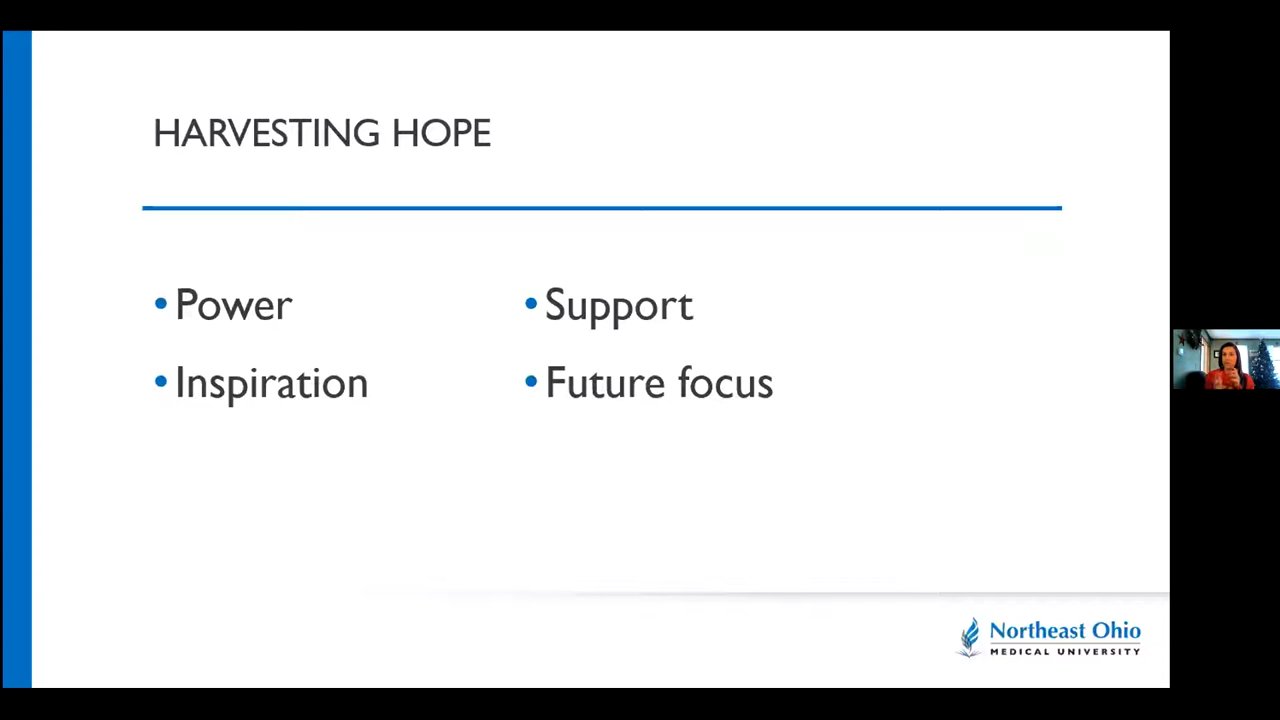 HARVESTING HOPE
• Power
• Inspiration
• Support
• Future focus
Northeast Ohio
MEDICAL UNIVERSITY